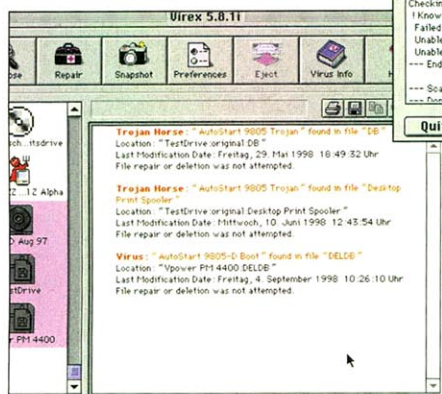 Virex 5.8.1i
ose Repair Snapshot Preferences Eject Virus Info H
Checkin
! Known
Failed
Unable
Unable
--- End
--- Sca
Qui
sch...itsdrive
ZZ ...1.2 Alpha
D Aug 97
stDrive
r PM 4400
Trojan Horse: "AutoStart 9805 Trojan" found in file "DB"
Location: "TestDrive:original:DB"
Last Modification Date: Freitag, 29. Mai 1998 18:49:32 Uhr
File repair or deletion was not attempted.
Trojan Horse: "AutoStart 9805 Trojan" found in file "Desktop
Print Spooler"
Location: "TestDrive:original:Desktop Print Spooler"
Last Modification Date: Mittwoch, 10. Juni 1998 12:43:54 Uhr
File repair or deletion was not attempted.
Virus: "AutoStart 9805-D Boot" found in file "DELDB"
Location: "Vpower PM 4400:DELDB"
Last Modification Date: Freitag, 4. September 1998 10:26:10 Uhr
File repair or deletion was not attempted.